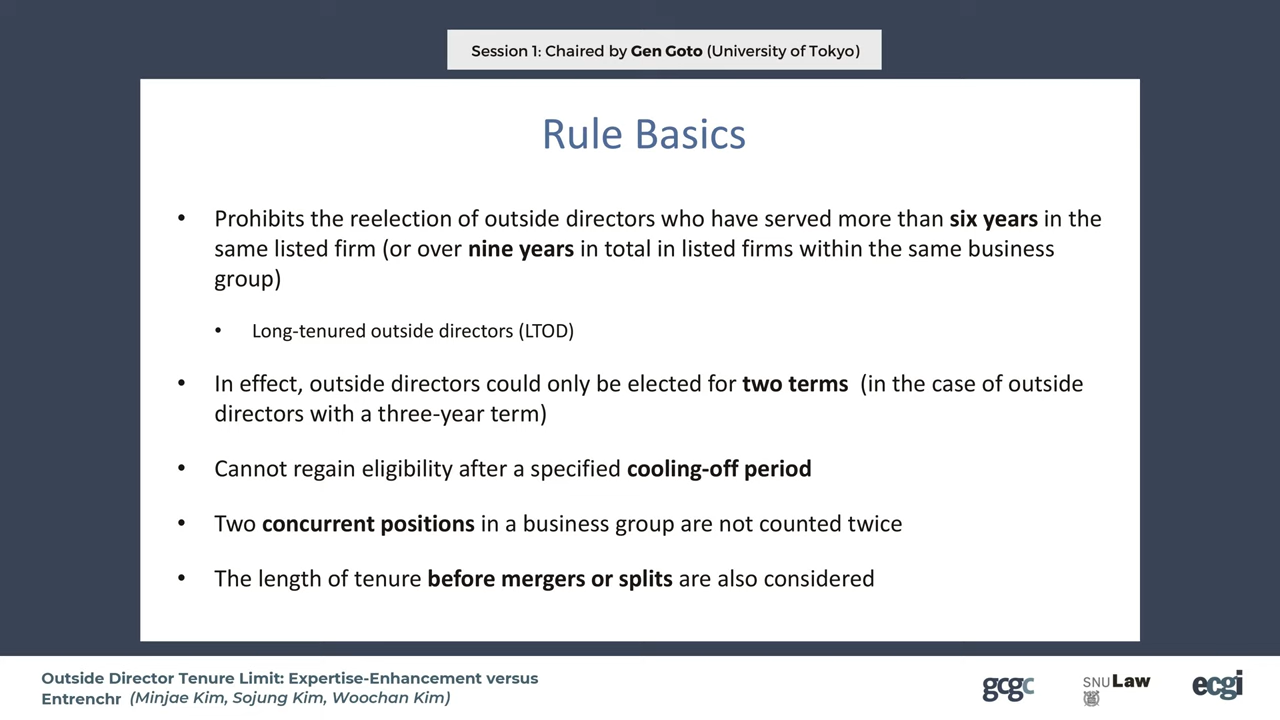 Session 1: Chaired by Gen Goto (University of Tokyo)
Rule Basics
• Prohibits the reelection of outside directors who have served more than six years in the
same listed firm (or over nine years in total in listed firms within the same business
group)
• Long-tenured outside directors (LTOD)
• In effect, outside directors could only be elected for two terms (in the case of outside
directors with a three-year term)
• Cannot regain eligibility after a specified cooling-off period
• Two concurrent positions in a business group are not counted twice
• The length of tenure before mergers or splits are also considered
Outside Director Tenure Limit: Expertise-Enhancement versus
Entrenchr (Minjae Kim, Sojung Kim, Woochan Kim)
gcgc
SNU Law
ecgi